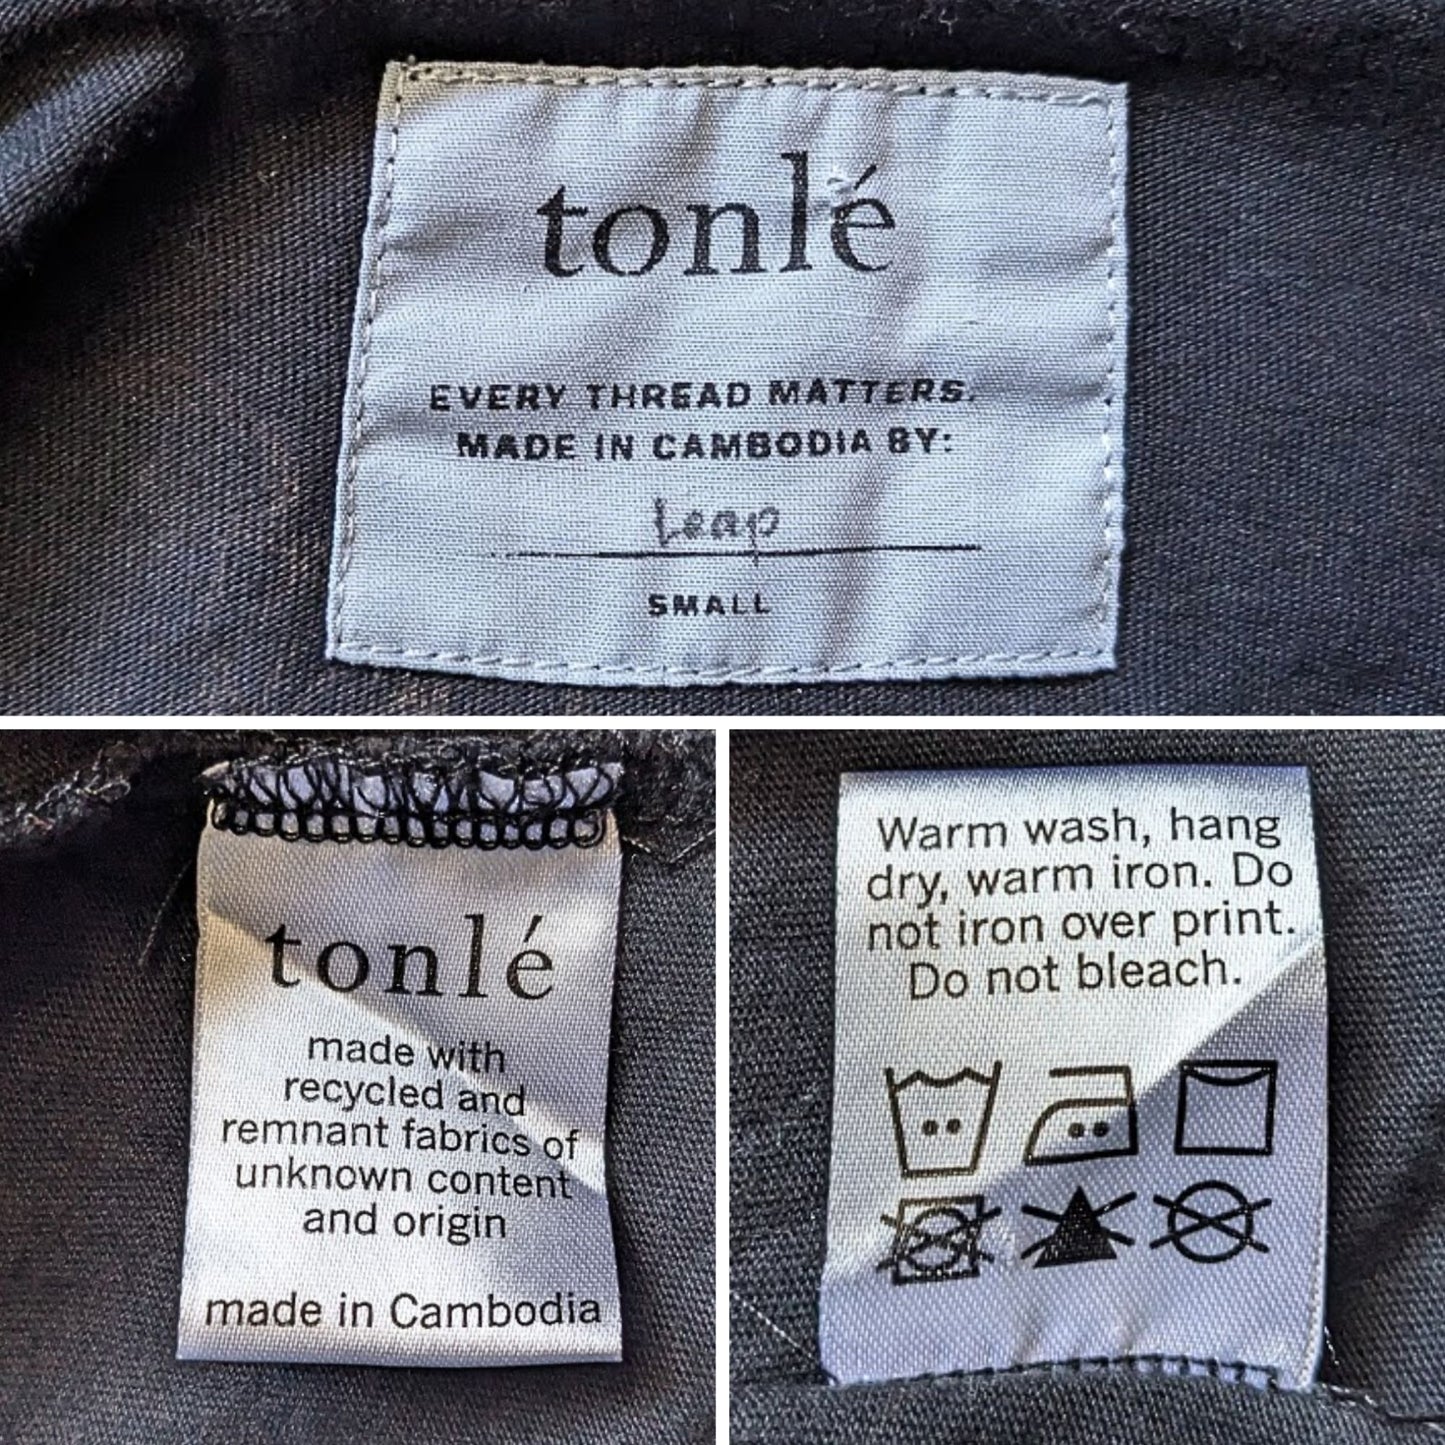 tonlé
EVERY THREAD MATTERS.
MADE IN CAMBODIA BY:
Leap
SMALL
tonlé
made with
recycled and
remnant fabrics of
unknown content
and origin
made in Cambodia
Warm wash, hang
dry, warm iron. Do
not iron over print.
Do not bleach.